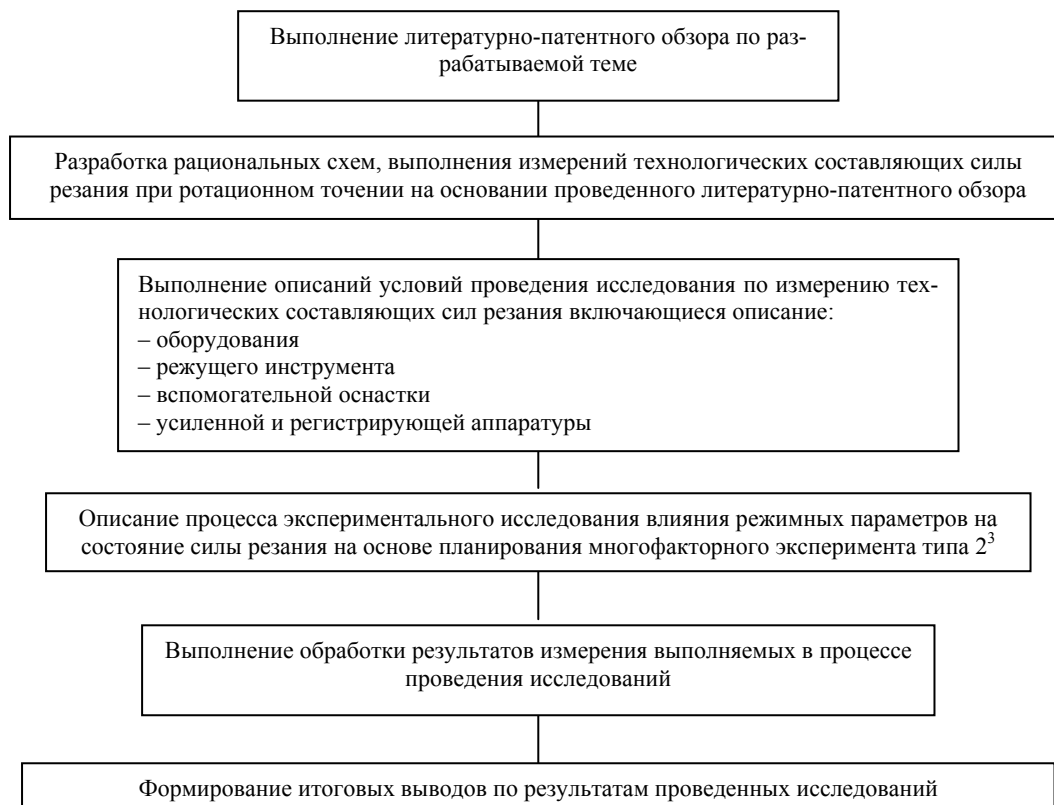 Выполнение литературно-патентного обзора по раз-
рабатываемой теме
Разработка рациональных схем, выполнения измерений технологических составляющих силы
резания при ротационном точении на основании проведенного литературно-патентного обзора
Выполнение описаний условий проведения исследования по измерению тех-
нологических составляющих сил резания включающиеся описание:
– оборудования
– режущего инструмента
– вспомогательной оснастки
– усиленной и регистрирующей аппаратуры
Описание процесса экспериментального исследования влияния режимных параметров на
состояние силы резания на основе планирования многофакторного эксперимента типа 2³
Выполнение обработки результатов измерения выполняемых в процессе
проведения исследований
Формирование итоговых выводов по результатам проведенных исследований